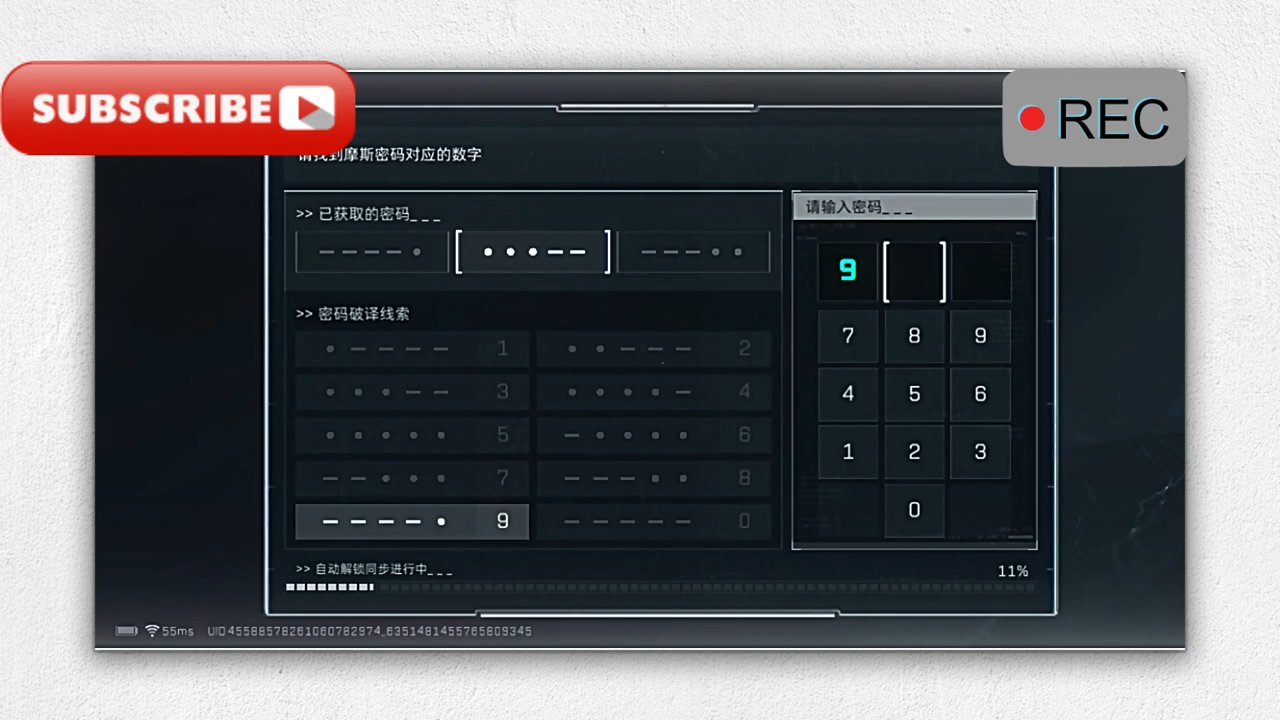 SUBSCRIBE
REC
请找到摩斯密码对应的数字
>> 已获取的密码_ _ _
请输入密码_ _ _
9
>> 密码破译线索
1
2
3
4
5
6
7
8
9
0
7 8 9
4 5 6
1 2 3
0
>> 自动解锁同步进行中_ _ _
11%
55ms UID45588578261060782974_6351481455765809345